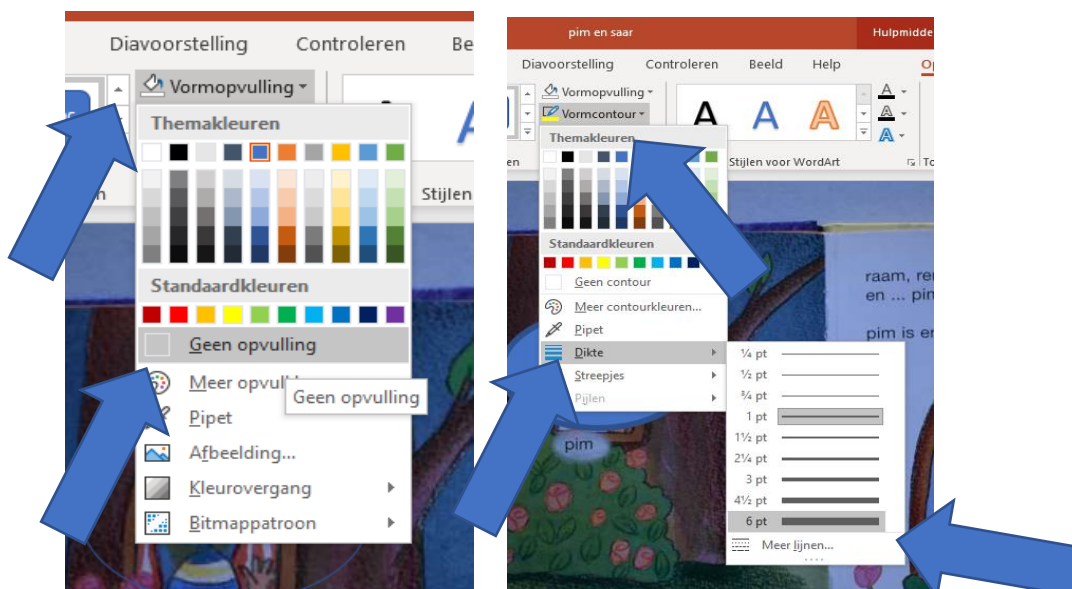 Diavoorstelling Controleren Be
Vormopvulling
Themakleuren
Stijlen
Standaardkleuren
Geen opvulling
Meer opvul
Geen opvulling
Pipet
Afbeelding...
Kleurovergang
Bitmappatroon
pim en saar
Hulpmidde
Diavoorstelling Controleren Beeld Help
Vormopvulling
Vormcontour
A A A
A
A
A
Themakleuren
Stijlen voor WordArt
Standaardkleuren
Geen contour
Meer contourkleuren...
Pipet
Dikte
Streepjes
Pijlen
¼ pt
½ pt
¾ pt
1 pt
1½ pt
2¼ pt
3 pt
4½ pt
6 pt
Meer lijnen...
raam,
en ... pim
pim is
pim